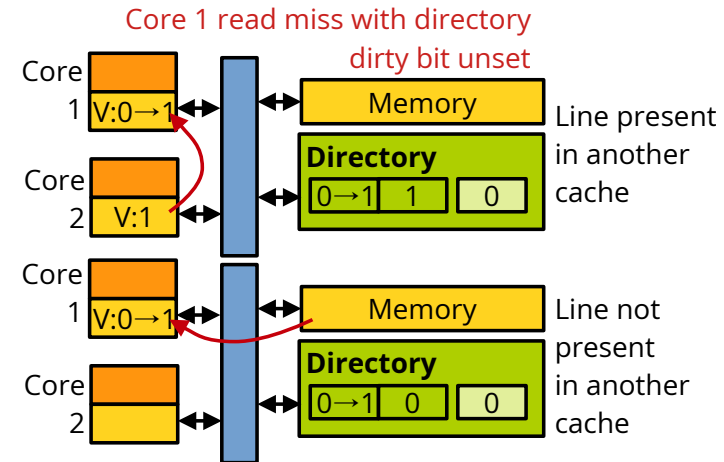 Core 1 read miss with directory
dirty bit unset
Core
1
V:0→1
Memory
Line present
in another
cache
Directory
0→1 1 0
Core
2
V:1
Core
1
V:0→1
Memory
Line not
present
in another
cache
Directory
0→1 0 0
Core
2